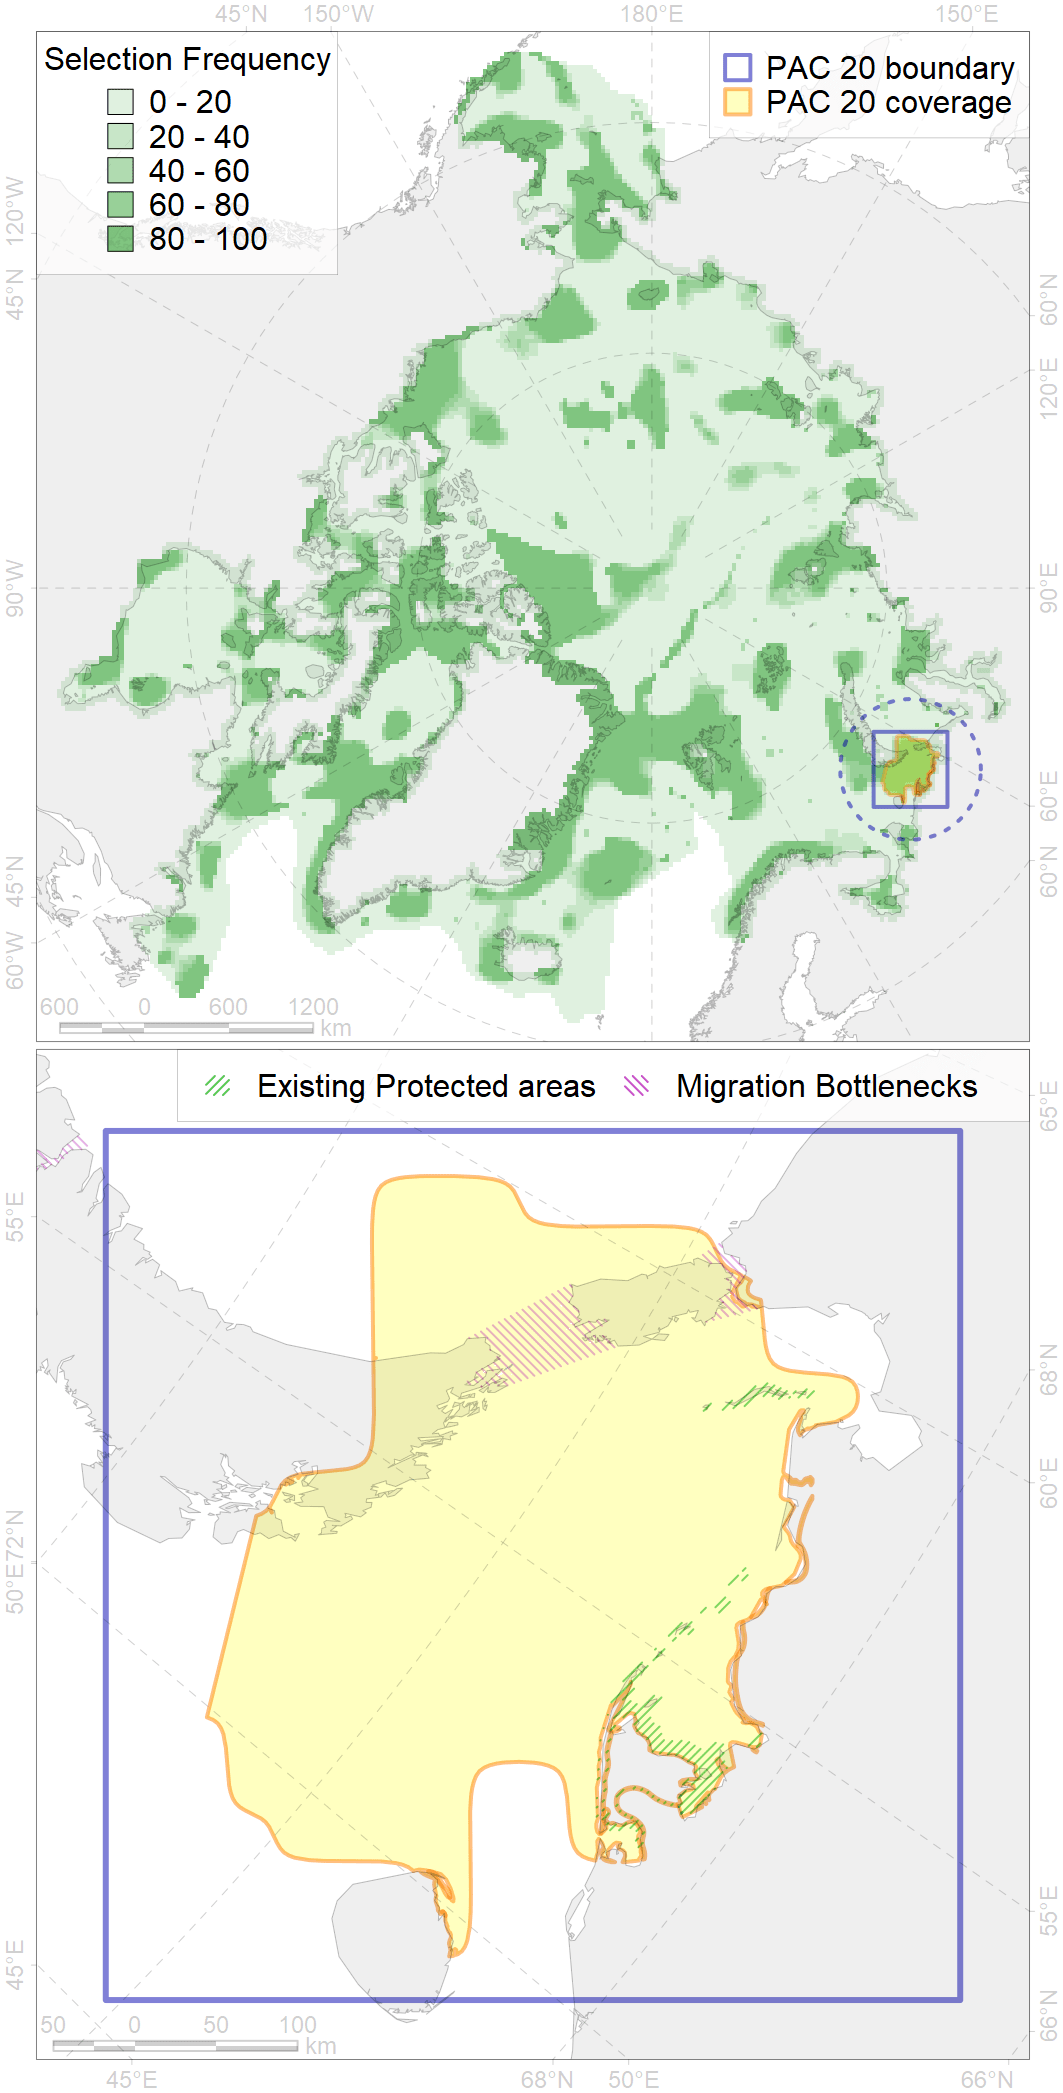 45°N 150°W 180°E 150°E
Selection Frequency
0 - 20
20 - 40
40 - 60
60 - 80
80 - 100
PAC 20 boundary
PAC 20 coverage
120°W
45°N
90°W
45°N
60°W
60°N
120°E
90°E
60°E
60°N
600 0 600 1200
km
Existing Protected areas
Migration Bottlenecks
55°E
72°N
50°E
45°E
65°E
68°N
60°E
55°E
66°N
50 0 50 100
km
45°E 68°N 50°E 66°N